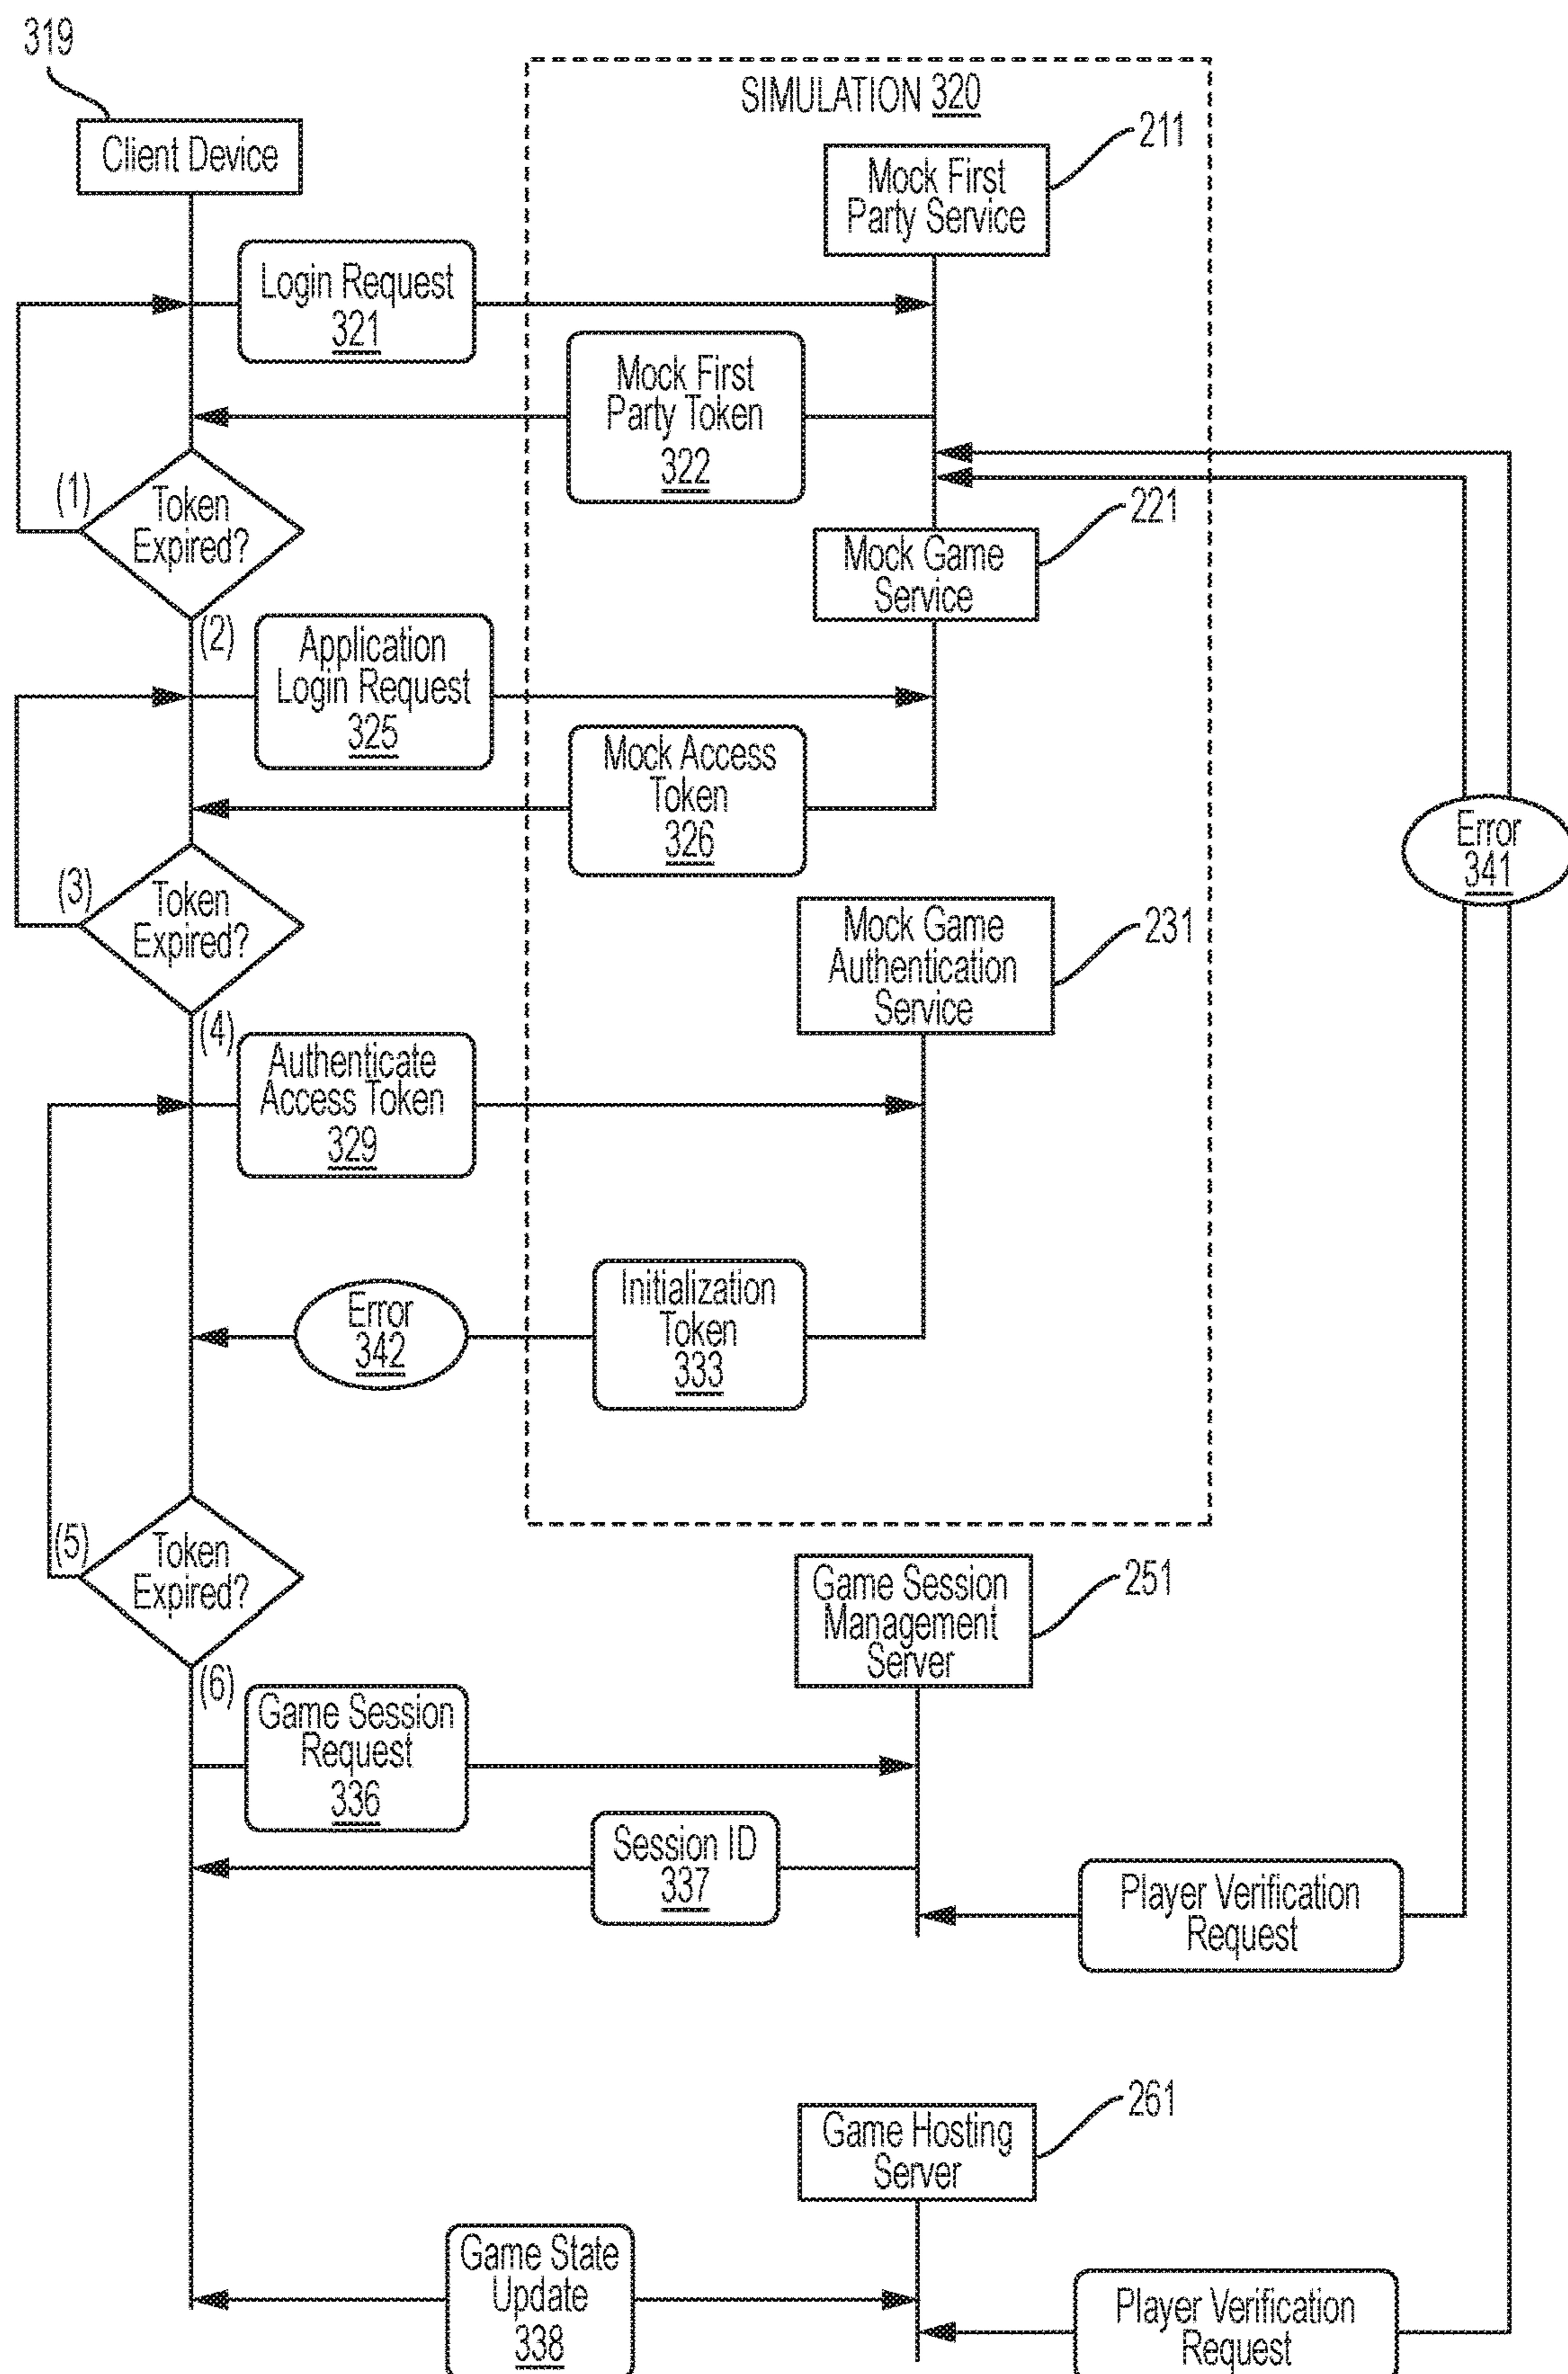 319
SIMULATION 320
Client Device
211
Mock First
Party Service
Login Request
321
Mock First
Party Token
322
(1)
Token
Expired?
221
Mock Game
Service
(2)
Application
Login Request
325
Mock Access
Token
326
Error
341
(3)
Token
Expired?
231
Mock Game
Authentication
Service
(4)
Authenticate
Access Token
329
Initialization
Token
333
Error
342
(5)
Token
Expired?
251
Game Session
Management
Server
(6)
Game Session
Request
336
Session ID
337
Player Verification
Request
261
Game Hosting
Server
Game State
Update
338
Player Verification
Request